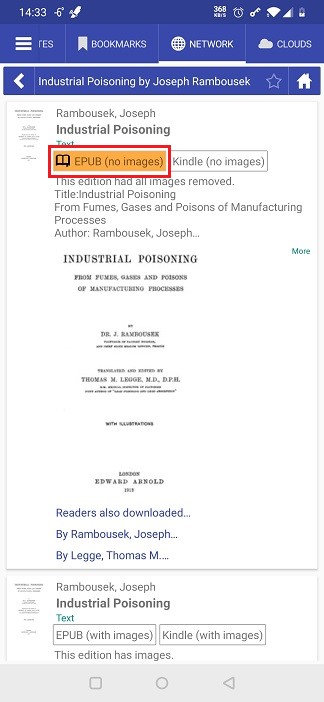 14:33 -6°
368 KB/s
TES BOOKMARKS NETWORK CLOUDS
Industrial Poisoning by Joseph Rambousek
Rambousek, Joseph
Industrial Poisoning
Text
EPUB (no images) Kindle (no images)
This edition had all images removed.
Title:Industrial Poisoning
From Fumes, Gases and Poisons of Manufacturing
Processes
Author: Rambousek, Joseph…
More
INDUSTRIAL POISONING
FROM FUMES, GASES AND POISONS
OF MANUFACTURING PROCESSES
BY
DR. J. RAMBOUSEK
TRANSLATED AND EDITED BY
THOMAS M. LEGGE, M.D., D.P.H.
WITH ILLUSTRATIONS
LONDON
EDWARD ARNOLD
1913
Readers also downloaded…
By Rambousek, Joseph…
By Legge, Thomas M.…
Rambousek, Joseph
Industrial Poisoning
Text
EPUB (with images) Kindle (with images)
This edition has images.